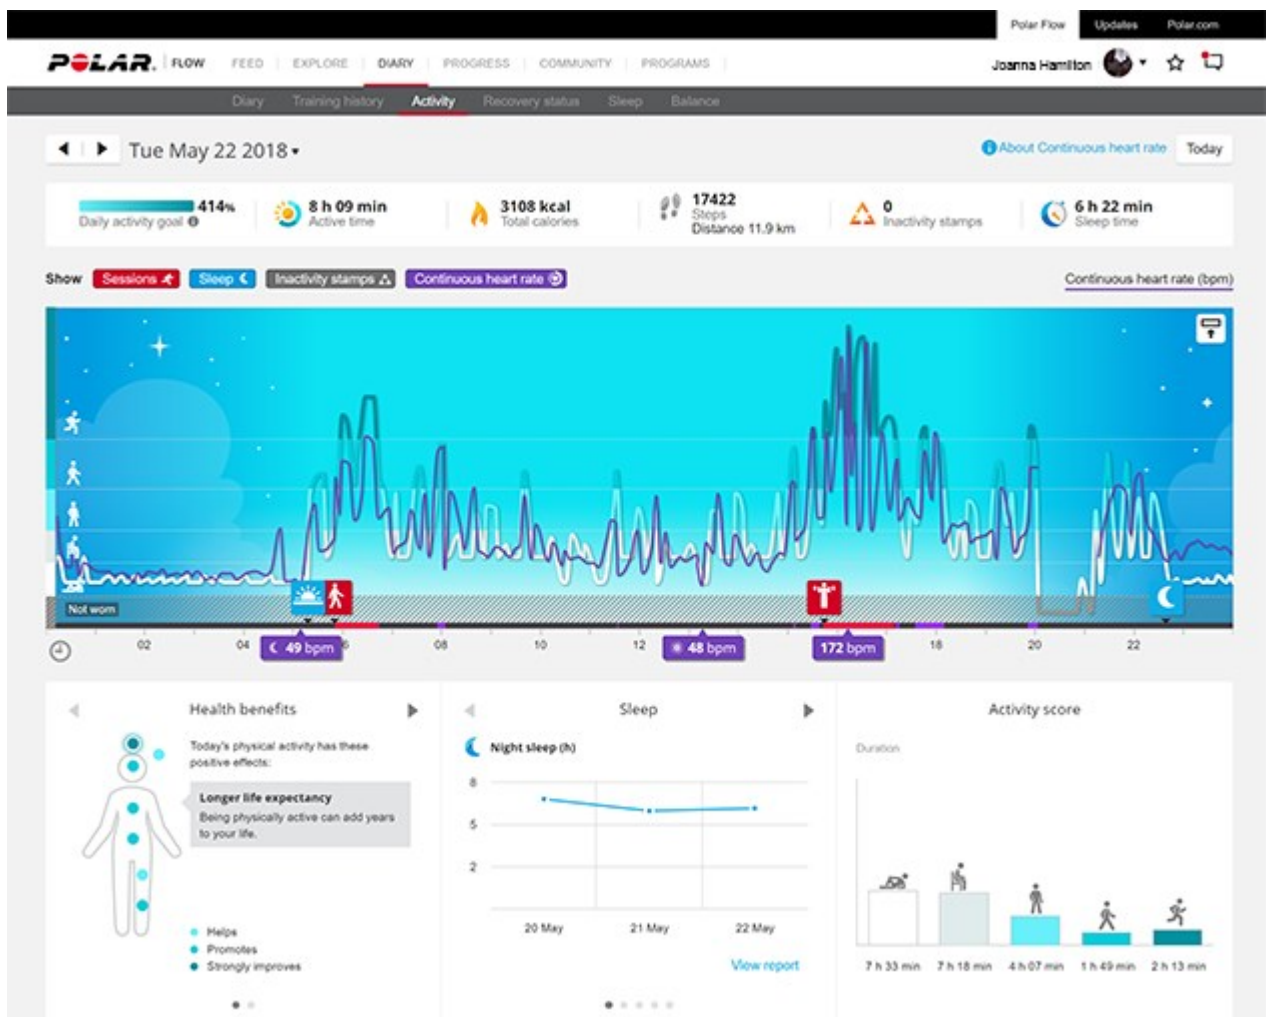 Polar Flow Updates Polar.com
POLAR. FLOW FEED EXPLORE DIARY PROGRESS COMMUNITY PROGRAMS Joanna Hamilton
Diary Training history Activity Recovery status Sleep Balance
Tue May 22 2018 About Continuous heart rate Today
414% 8 h 09 min 3108 kcal 17422 0 6 h 22 min
Daily activity goal Active time Total calories Steps Inactivity stamps Sleep time
Distance 11.9 km
Show Sessions Sleep Inactivity stamps Continuous heart rate Continuous heart rate (bpm)
Not worn
02 04 6 08 10 12 18 20 22
49 bpm 48 bpm 172 bpm
Health benefits
Today's physical activity has these
positive effects:
Longer life expectancy
Being physically active can add years
to your life.
Helps
Promotes
Strongly improves
Sleep
Night sleep (h)
8
5
2
20 May 21 May 22 May
View report
Activity score
Duration
7 h 33 min 7 h 18 min 4 h 07 min 1 h 49 min 2 h 13 min